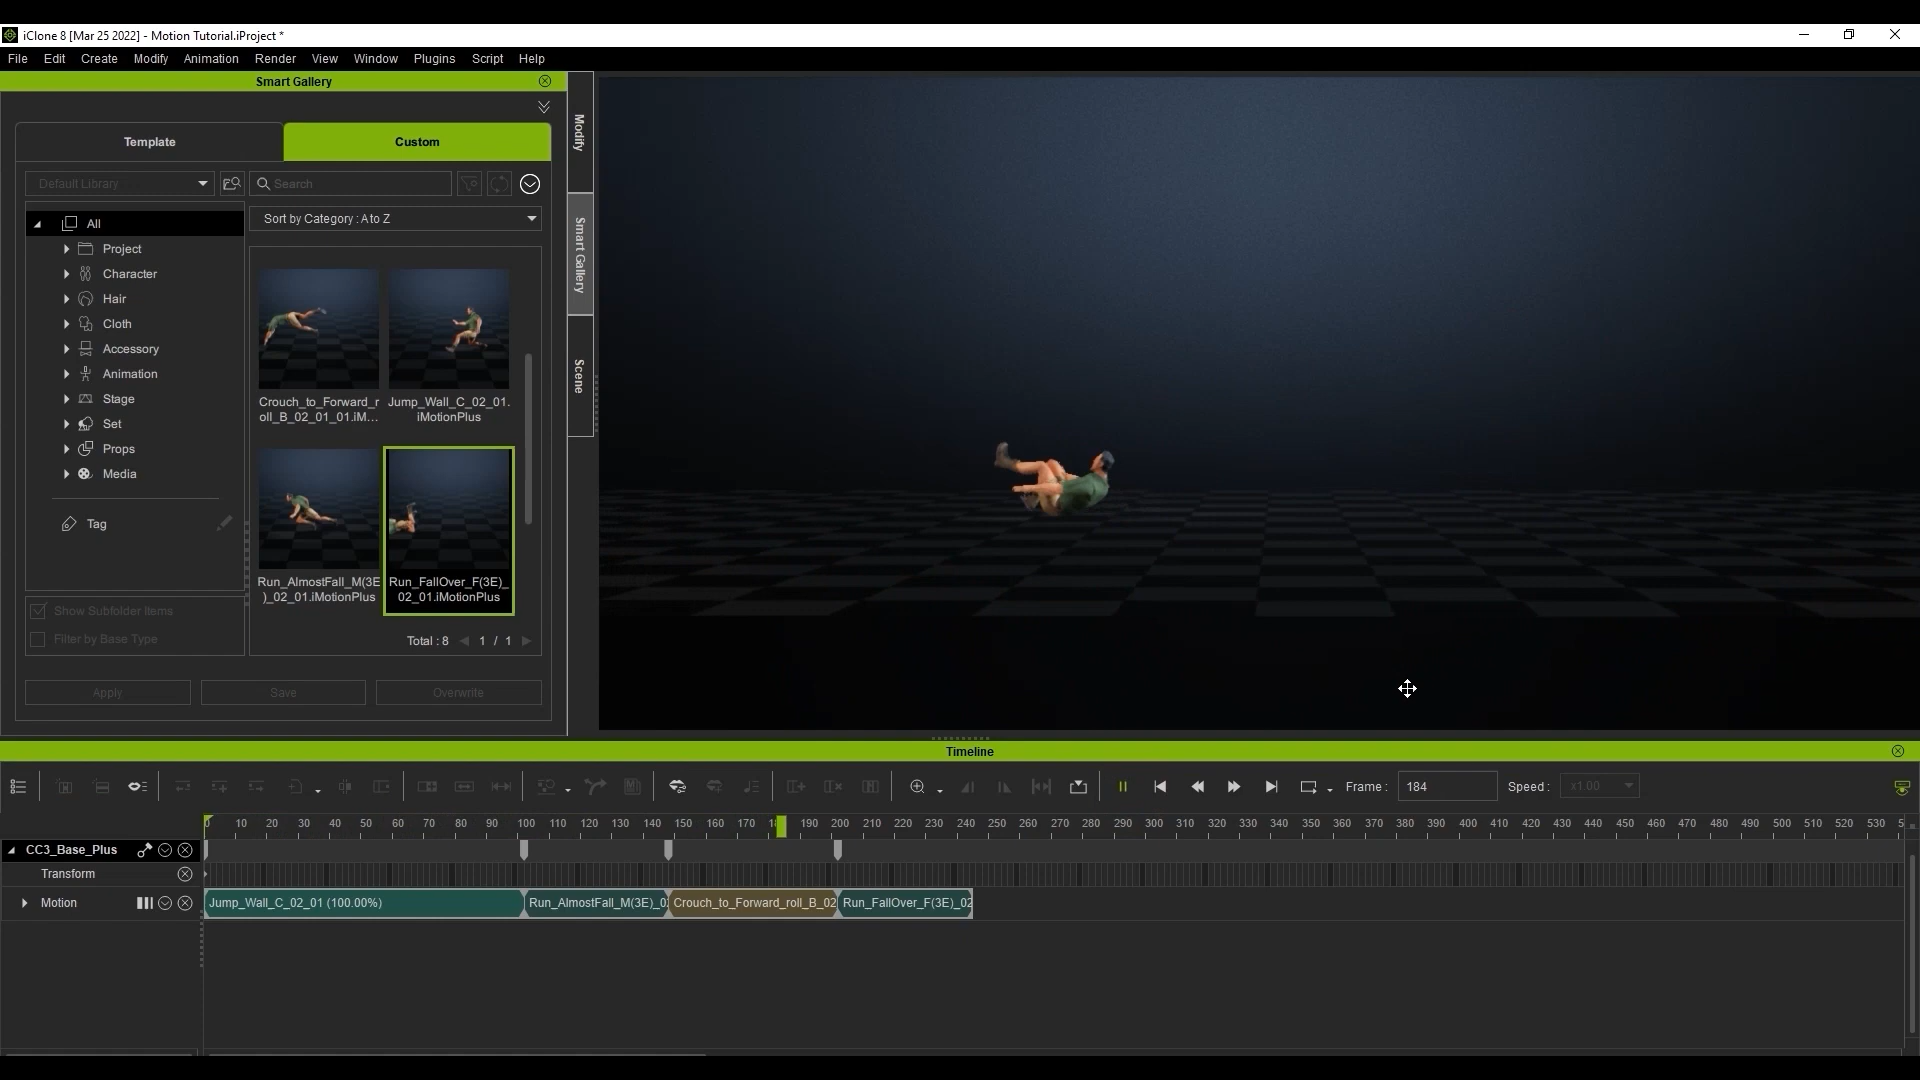 iClone 8 [Mar 25 2022] - Motion Tutorial.iProject *
File Edit Create Modify Animation Render View Window Plugins Script Help
Smart Gallery
Template
Custom
Default Library
Search
Sort by Category : A to Z
All
Project
Character
Hair
Cloth
Accessory
Animation
Stage
Set
Props
Media
Tag
Show Subfolder Items
Filter by Base Type
Crouch_to_Forward_r
oll_B_02_01_01.iM...
Jump_Wall_C_02_01.
iMotionPlus
Run_AlmostFall_M(3E
)_02_01.iMotionPlus
Run_FallOver_F(3E)_
02_01.iMotionPlus
Total : 8 1 / 1
Apply
Save
Overwrite
Modify
Smart Gallery
Scene
Timeline
Frame : 184 Speed : x1.00
0 10 20 30 40 50 60 70 80 90 100 110 120 130 140 150 160 170 190 200 210 220 230 240 250 260 270 280 290 300 310 320 330 340 350 360 370 380 390 400 410 420 430 440 450 460 470 480 490 500 510 520 530
CC3_Base_Plus
Transform
Motion
Jump_Wall_C_02_01 (100.00%)
Run_AlmostFall_M(3E)_0
Crouch_to_Forward_roll_B_02
Run_FallOver_F(3E)_02